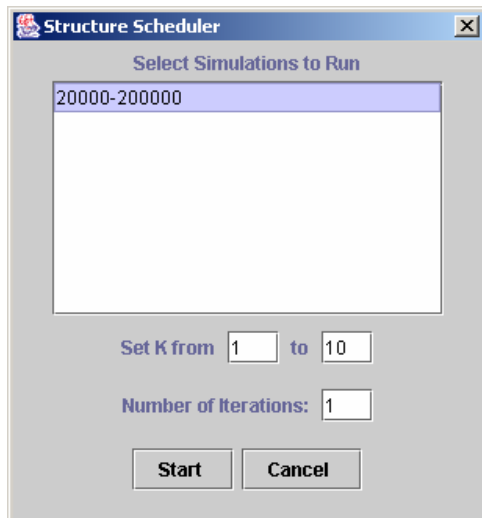 Structure Scheduler
Select Simulations to Run
20000-200000
Set K from 1 to 10
Number of Iterations: 1
Start Cancel